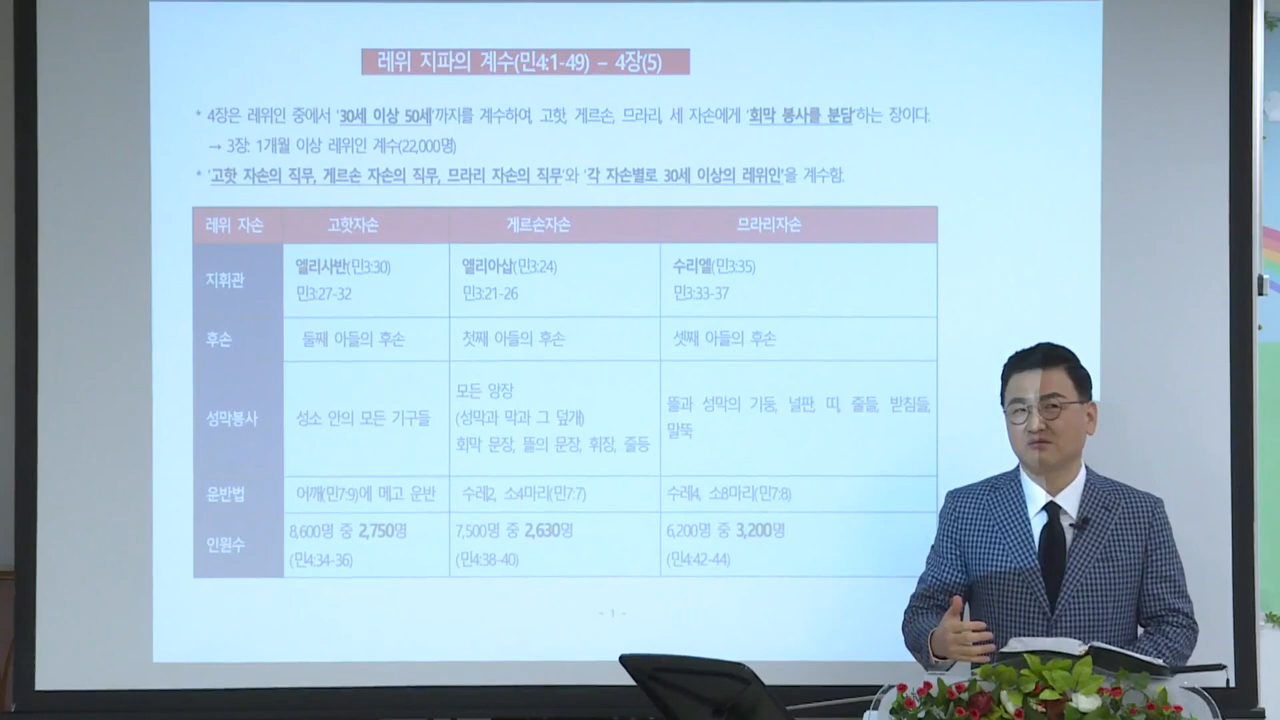 레위 지파의 계수(민4:1-49) – 4장(5)
* 4장은 레위인 중에서 '30세 이상 50세'까지를 계수하여, 고핫, 게르손, 므라리, 세 자손에게 '회막 봉사를 분담'하는 장이다.
→ 3장: 1개월 이상 레위인 계수(22,000명)
* '고핫 자손의 직무, 게르손 자손의 직무, 므라리 자손의 직무'와 '각 자손별로 30세 이상의 레위인'을 계수함.
레위 자손 고핫자손 게르손자손 므라리자손
지휘관 엘리사반(민3:30) 엘리아삽(민3:24) 수리엘(민3:35)
민3:27-32 민3:21-26 민3:33-37
후손 둘째 아들의 후손 첫째 아들의 후손 셋째 아들의 후손
성막봉사 성소 안의 모든 기구들
모든 앙장
(성막과 막과 그 덮개)
회막 문장, 뜰의 문장, 휘장, 줄등
뜰과 성막의 기둥, 널판, 띠, 줄들, 받침들,
말뚝
운반법 어깨(민7:9)에 메고 운반 수레2, 소4마리(민7:7) 수레4, 소8마리(민7:8)
인원수 8,600명 중 2,750명 7,500명 중 2,630명 6,200명 중 3,200명
(민4:34-36) (민4:38-40) (민4:42-44)
- 1 -